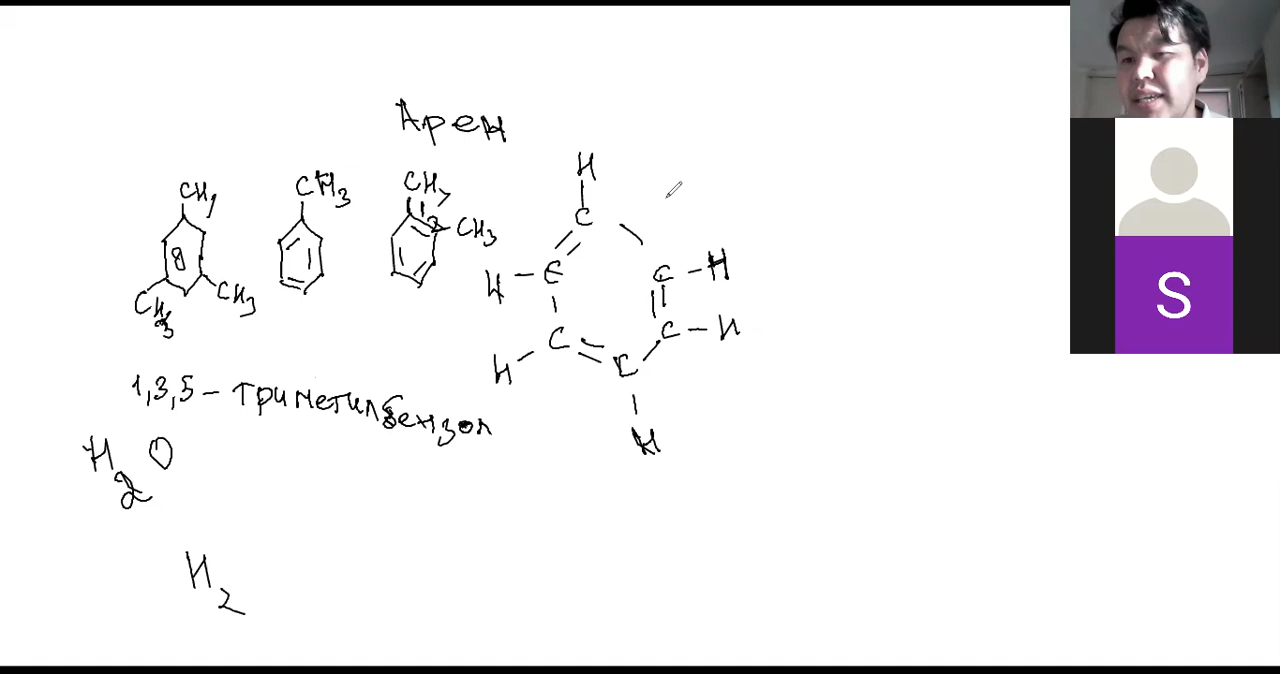 Арен
CH3 CH3 CH3
CH3
CH3 CH3
H
C
H – C C – H
C C – H
H C
H
1,3,5 – триметилбензол
H2O
H2
S